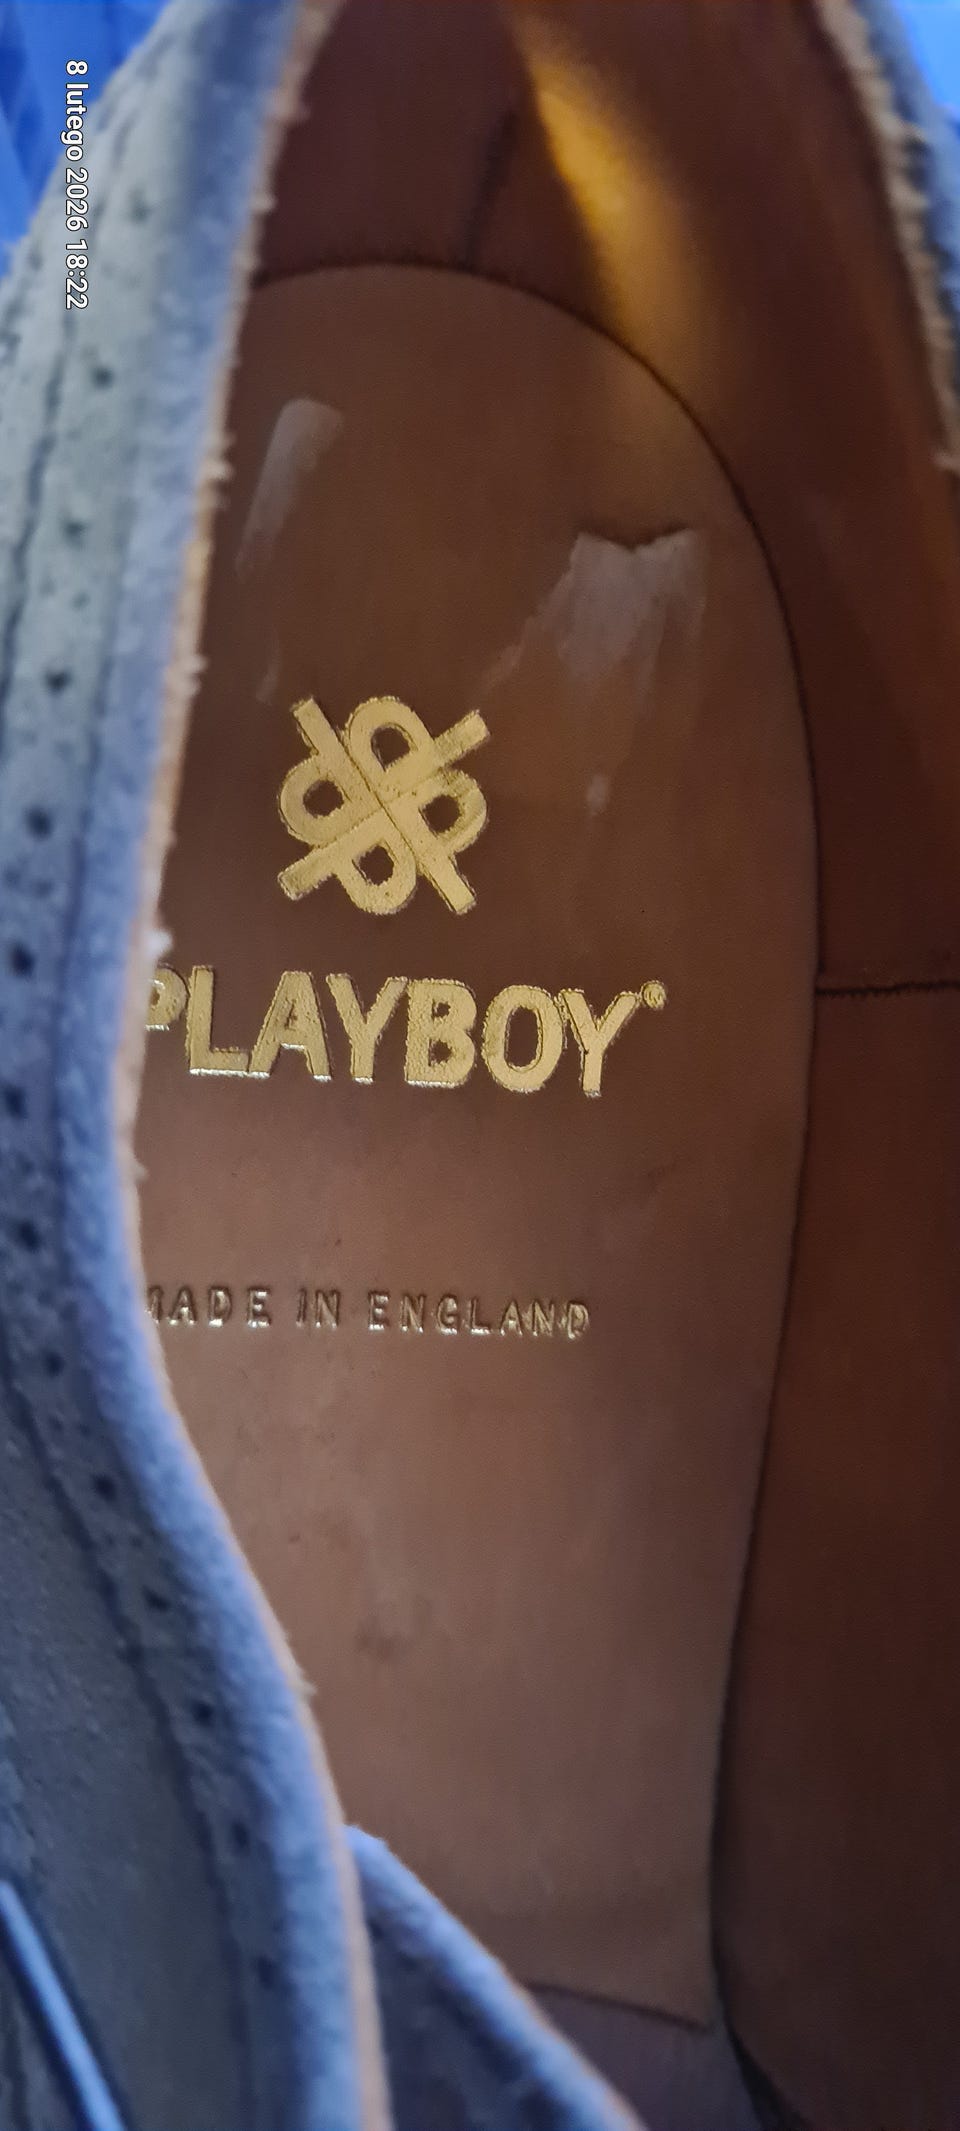 8 lutego 2026 18:22
PLAYBOY®
MADE IN ENGLAND